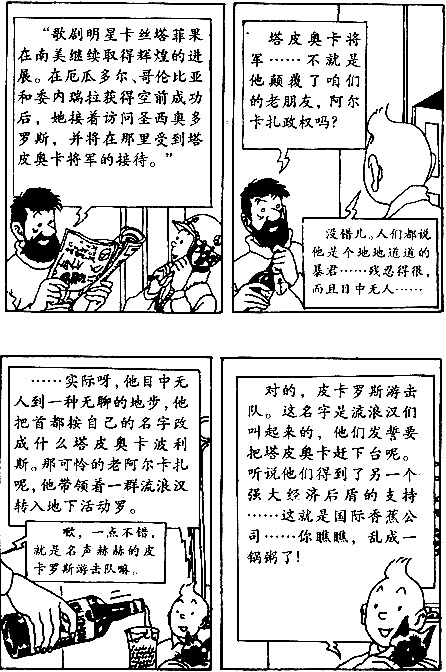 “歌剧明星卡丝塔菲果
在南美继续取得辉煌的进
展。在厄瓜多尔、哥伦比亚
和委内瑞拉获得空前成功
后，她接着访问圣西奥多
罗斯，并将在那里受到塔
皮奥卡将军的接待。”
塔皮奥卡将
军……不就是
他颠覆了咱们
的老朋友，阿尔
卡扎政权吗？
没错儿。人们都说
他是个地地道道的
暴君……残忍得很，
而且目中无人……
……实际呀，他目中无
人到一种无聊的地步，他
把首都按自己的名字改
成什么塔皮奥卡波利
斯。那可怜的老阿尔卡扎
呢，他带领着一群流浪汉
转入地下活动罗。
嗽，一点不错，
就是名声赫赫的皮
卡罗斯游击队嘛。
对的，皮卡罗斯游击
队。这名字是流浪汉们
叫起来的，他们发誓要
把塔皮奥卡赶下台呢。
听说他们得到了另一个
强大经济后盾的支持
……这就是国际香蕉公
司……你瞧瞧，乱成一
锅粥了！